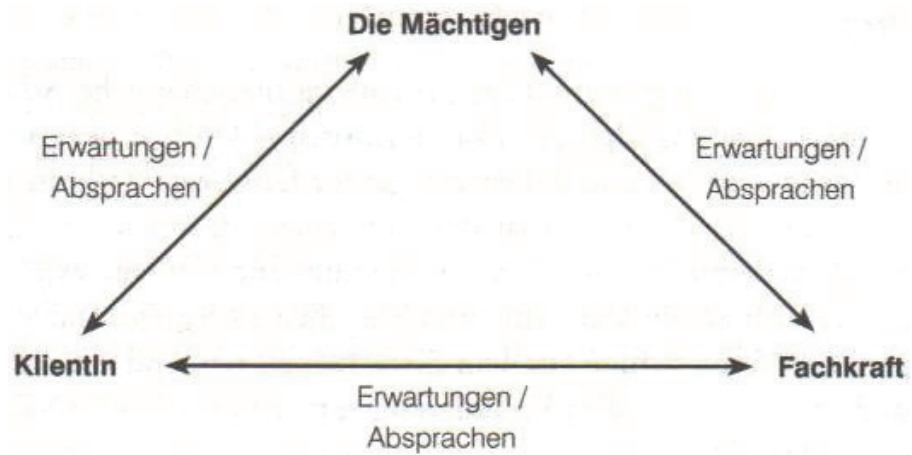 Die Mächtigen
Erwartungen /
Absprachen
Erwartungen /
Absprachen
KlientIn
Fachkraft
Erwartungen /
Absprachen